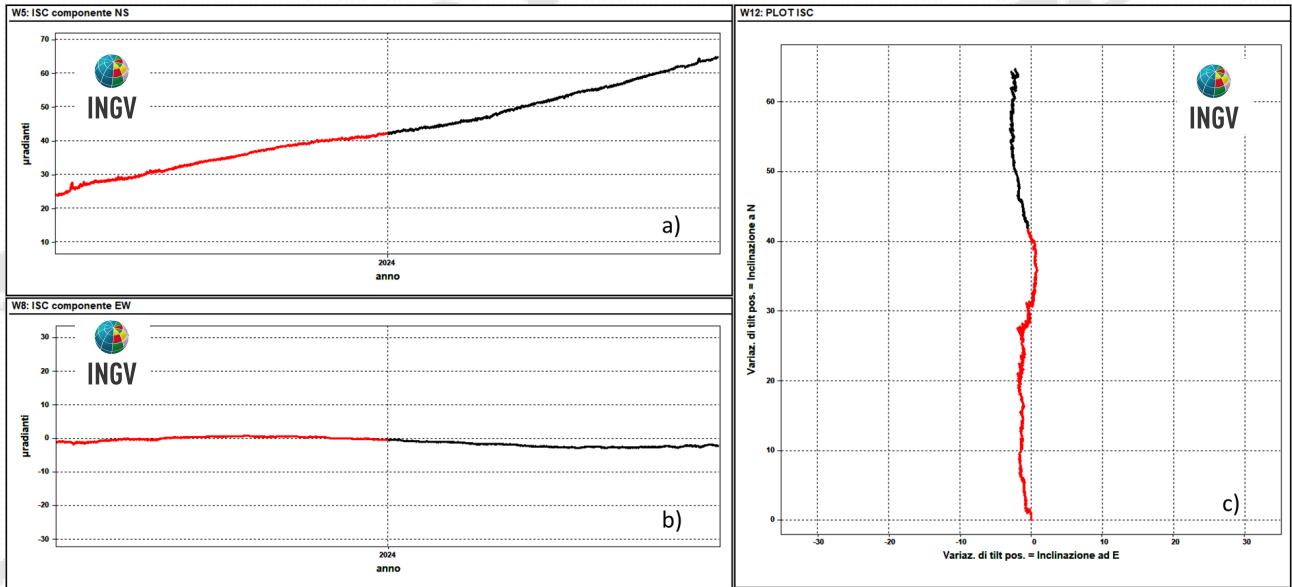 W5: ISC componente NS
70
60
50
40
30
20
10
µradianti
INGV
a)
2024
anno
W8: ISC componente EW
30
20
10
0
-10
-20
-30
µradianti
INGV
b)
2024
anno
W12: PLOT ISC
60
50
40
30
20
10
0
Variaz. di tilt pos. = Inclinazione a N
INGV
c)
-30
-20
-10
0
10
20
30
Variaz. di tilt pos. = Inclinazione ad E